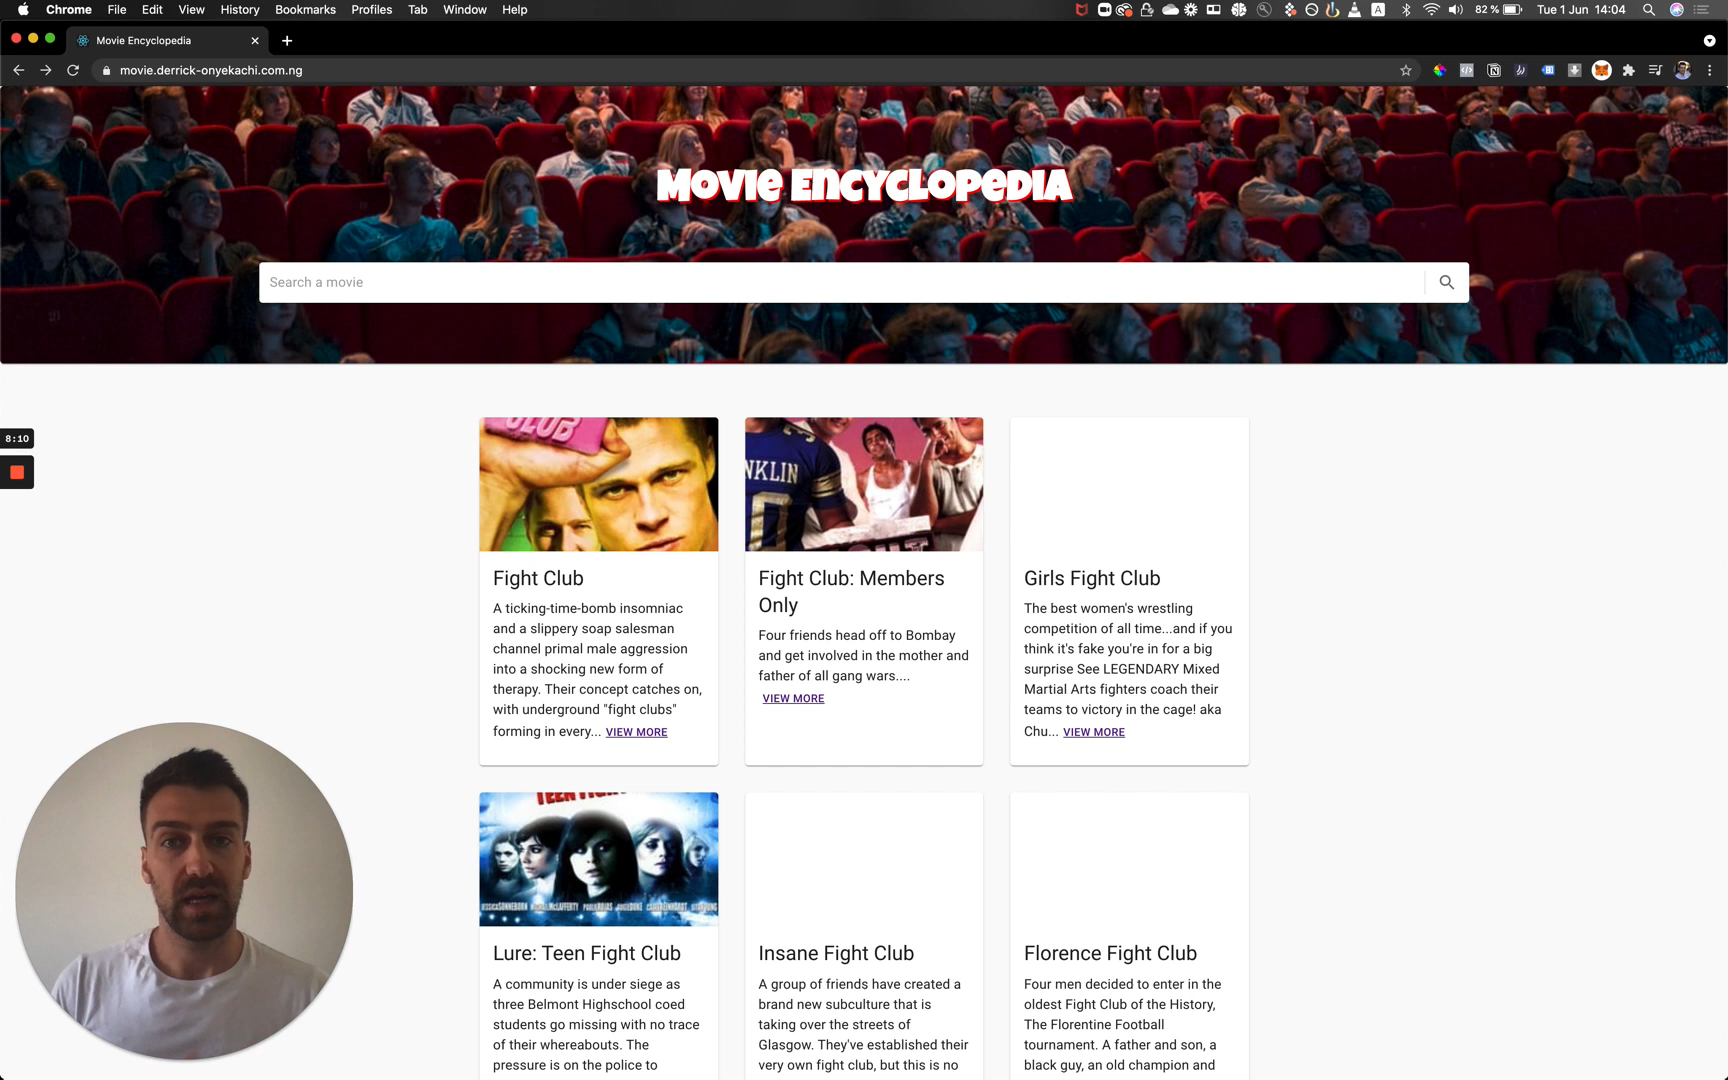 Chrome File Edit View History Bookmarks Profiles Tab Window Help
A
82 %
Tue 1 Jun 14:04
Movie Encyclopedia
movie.derrick-onyekachi.com.ng
Movie Encyclopedia
Search a movie
8:10
CLUB
NKLIN
Fight Club
A ticking-time-bomb insomniac
and a slippery soap salesman
channel primal male aggression
into a shocking new form of
therapy. Their concept catches on,
with underground "fight clubs"
forming in every... VIEW MORE
Fight Club: Members
Only
Four friends head off to Bombay
and get involved in the mother and
father of all gang wars....
VIEW MORE
Girls Fight Club
The best women's wrestling
competition of all time...and if you
think it's fake you're in for a big
surprise See LEGENDARY Mixed
Martial Arts fighters coach their
teams to victory in the cage! aka
Chu... VIEW MORE
Lure: Teen Fight Club
A community is under siege as
three Belmont Highschool coed
students go missing with no trace
of their whereabouts. The
pressure is on the police to
Insane Fight Club
A group of friends have created a
brand new subculture that is
taking over the streets of
Glasgow. They've established their
very own fight club, but this is no
Florence Fight Club
Four men decided to enter in the
oldest Fight Club of the History,
The Florentine Football
tournament. A father and son, a
black guy, an old champion and